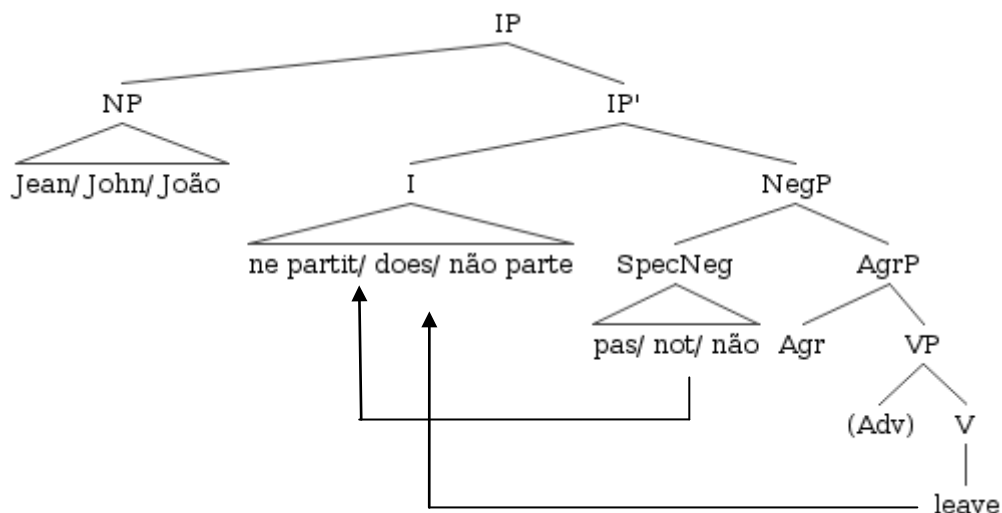 IP
NP IP'
Jean/ John/ João I NegP
ne partit/ does/ não parte SpecNeg AgrP
pas/ not/ não Agr VP
(Adv) V
leave